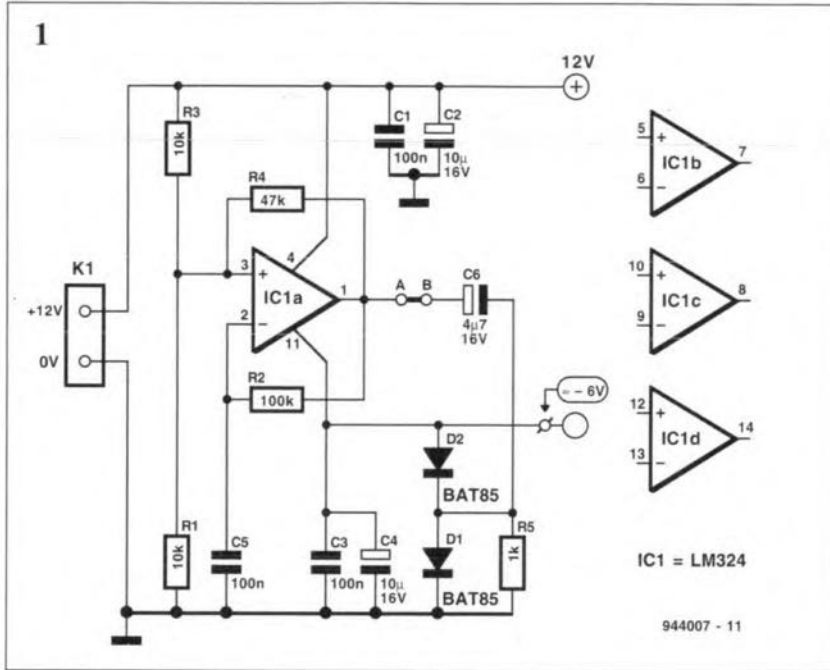 1
12V
R3
10k
C1
100n
C2
10µ
16V
5
+
6
−
IC1b
7
R4
47k
K1
+12V
0V
3
+
2
−
4
IC1a
1
11
A
B
C6
4µ7
16V
10
+
9
−
IC1c
8
R2
100k
≈ − 6V
12
+
13
−
IC1d
14
D2
BAT85
R1
10k
C5
100n
C3
100n
C4
10µ
16V
D1
BAT85
R5
1k
IC1 = LM324
944007 - 11